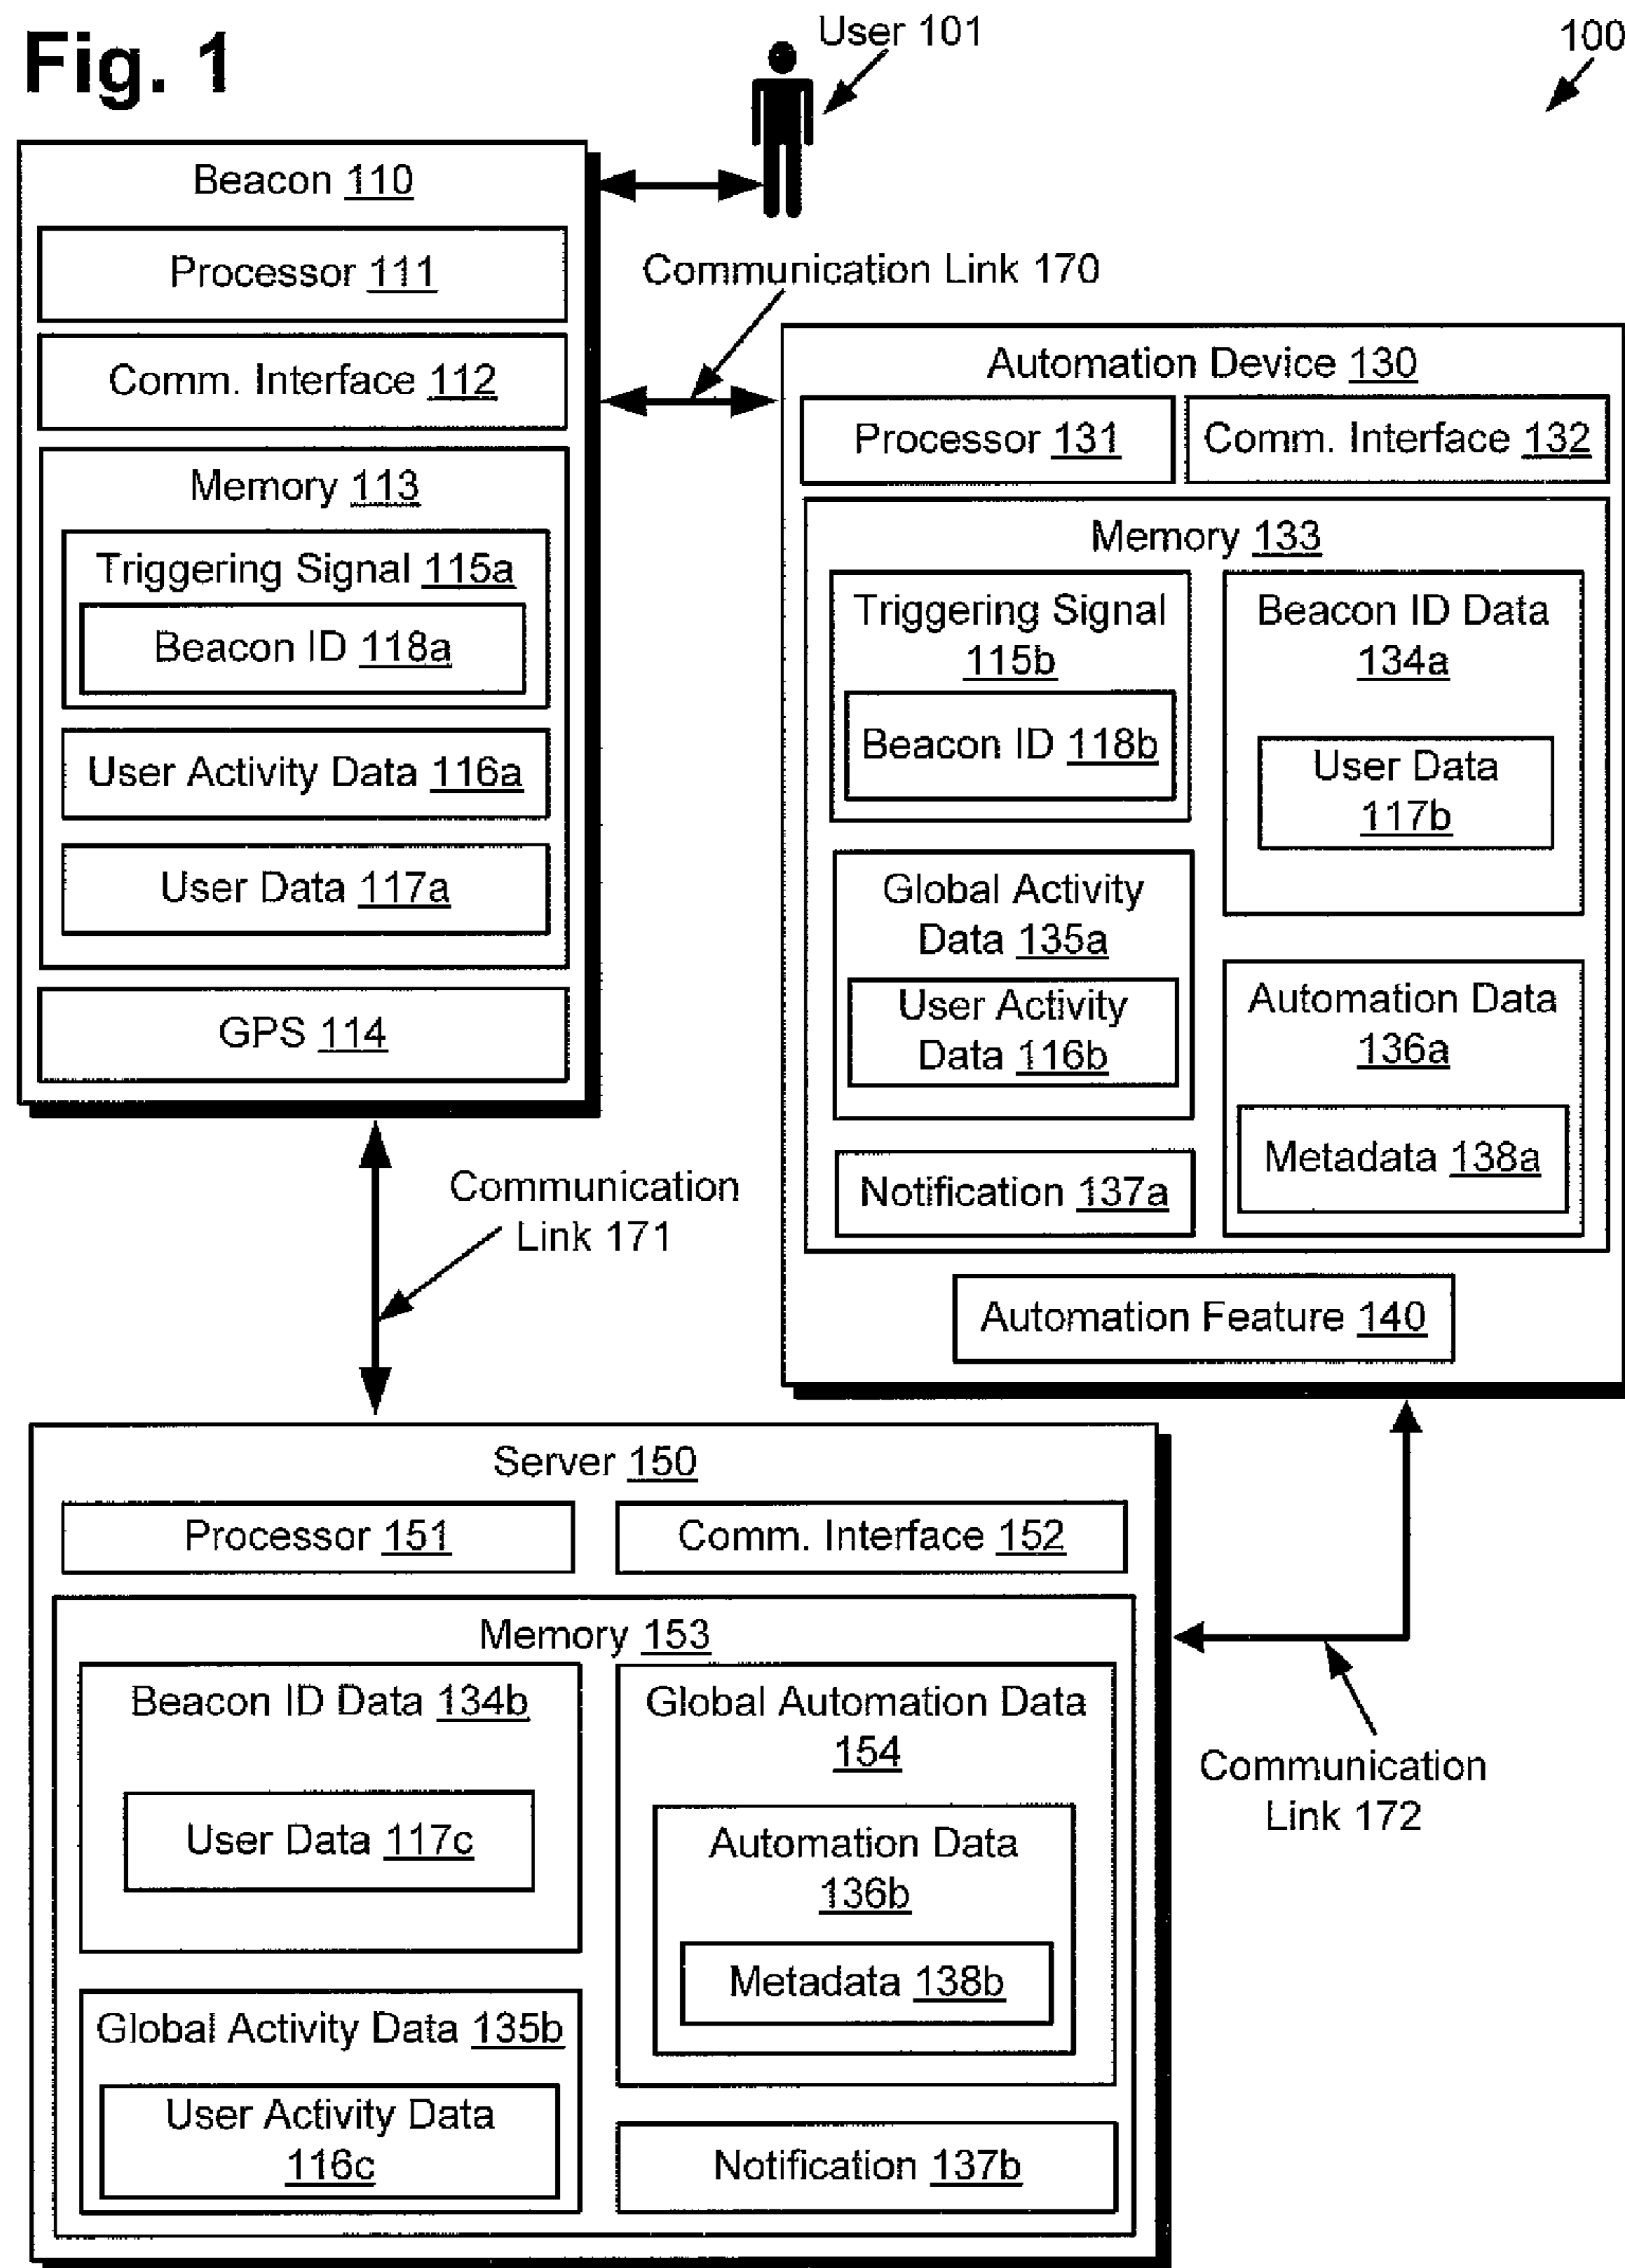 Fig. 1
User 101
100
Beacon 110
Processor 111
Comm. Interface 112
Memory 113
Triggering Signal 115a
Beacon ID 118a
User Activity Data 116a
User Data 117a
GPS 114
Communication Link 170
Automation Device 130
Processor 131
Comm. Interface 132
Memory 133
Triggering Signal
115b
Beacon ID 118b
Beacon ID Data
134a
User Data
117b
Global Activity
Data 135a
User Activity
Data 116b
Automation Data
136a
Metadata 138a
Notification 137a
Automation Feature 140
Communication
Link 171
Server 150
Processor 151
Comm. Interface 152
Memory 153
Beacon ID Data 134b
User Data 117c
Global Automation Data
154
Automation Data
136b
Metadata 138b
Global Activity Data 135b
User Activity Data
116c
Notification 137b
Communication
Link 172